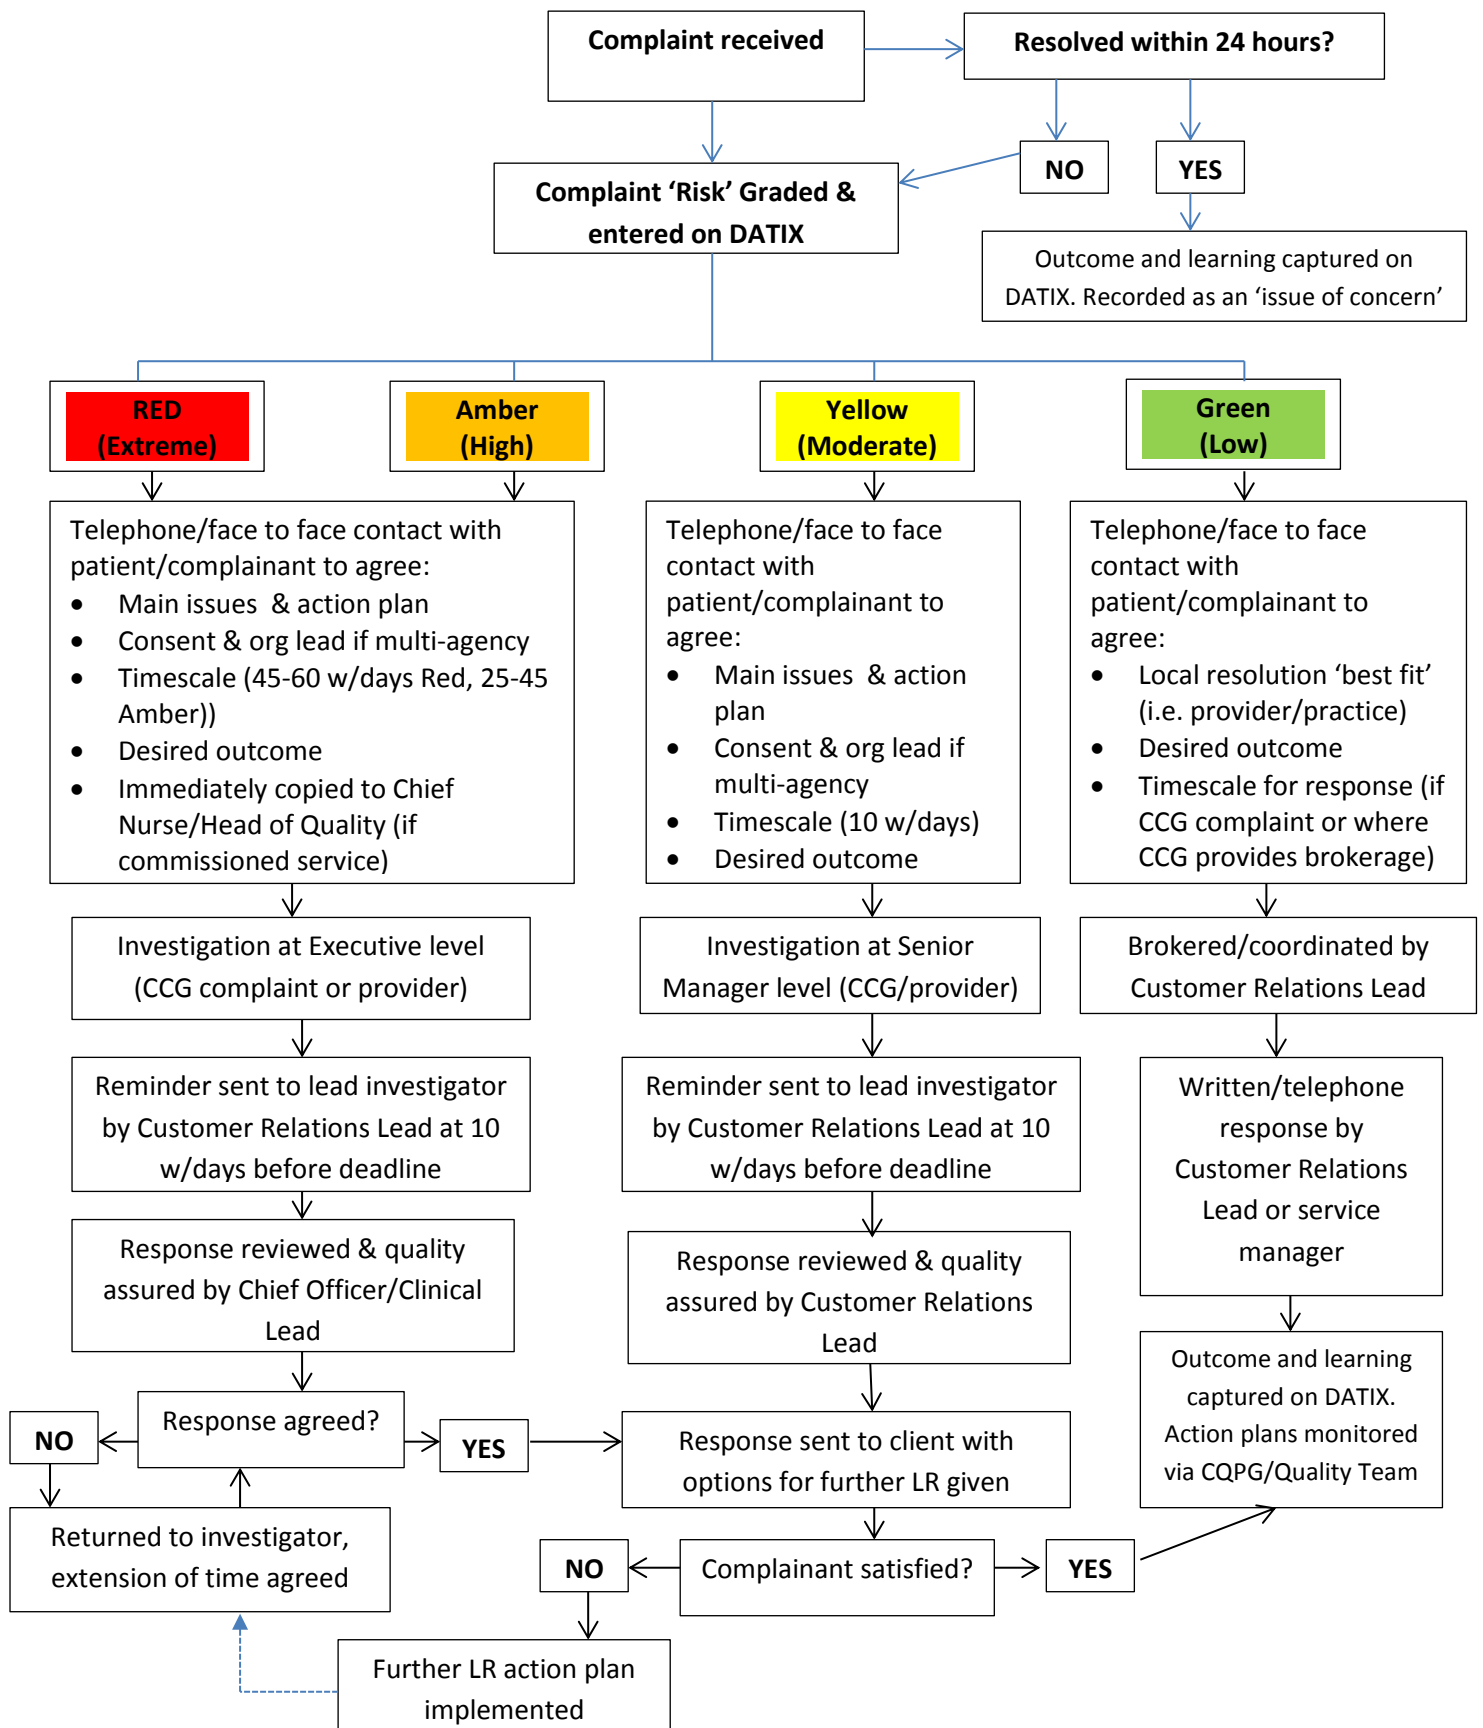 Complaint received
Resolved within 24 hours?
NO
YES
Complaint ‘Risk’ Graded &
entered on DATIX
Outcome and learning captured on
DATIX. Recorded as an ‘issue of concern’
RED
(Extreme)
Amber
(High)
Yellow
(Moderate)
Green
(Low)
Telephone/face to face contact with
patient/complainant to agree:
• Main issues & action plan
• Consent & org lead if multi-agency
• Timescale (45-60 w/days Red, 25-45
Amber))
• Desired outcome
• Immediately copied to Chief
Nurse/Head of Quality (if
commissioned service)
Telephone/face to face
contact with
patient/complainant to
agree:
• Main issues & action
plan
• Consent & org lead if
multi-agency
• Timescale (10 w/days)
• Desired outcome
Telephone/face to face
contact with
patient/complainant to
agree:
• Local resolution ‘best fit’
(i.e. provider/practice)
• Desired outcome
• Timescale for response (if
CCG complaint or where
CCG provides brokerage)
Investigation at Executive level
(CCG complaint or provider)
Investigation at Senior
Manager level (CCG/provider)
Brokered/coordinated by
Customer Relations Lead
Reminder sent to lead investigator
by Customer Relations Lead at 10
w/days before deadline
Reminder sent to lead investigator
by Customer Relations Lead at 10
w/days before deadline
Written/telephone
response by
Customer Relations
Lead or service
manager
Response reviewed & quality
assured by Chief Officer/Clinical
Lead
Response reviewed & quality
assured by Customer Relations
Lead
Outcome and learning
captured on DATIX.
Action plans monitored
via CQPG/Quality Team
NO
Response agreed?
YES
Response sent to client with
options for further LR given
Returned to investigator,
extension of time agreed
NO
Complainant satisfied?
YES
Further LR action plan
implemented